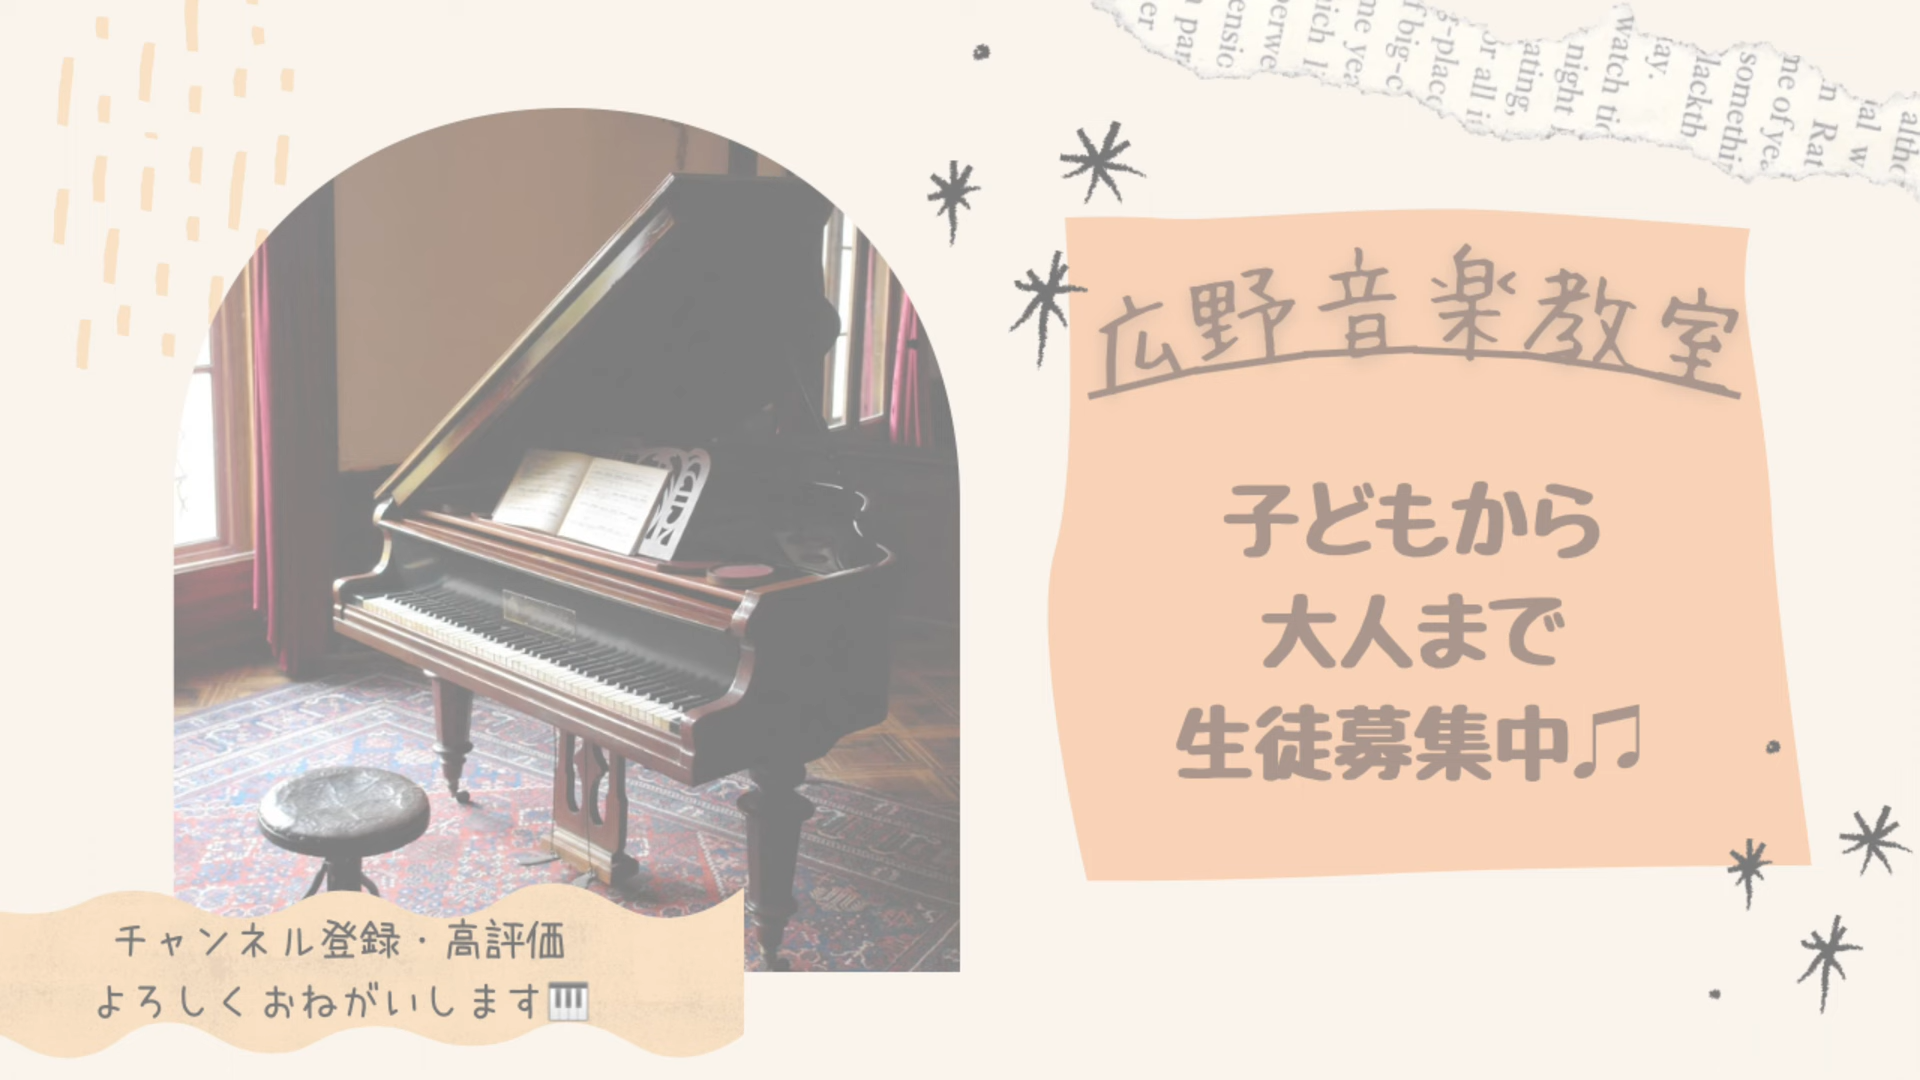 広野音楽教室
子どもから
大人まで
生徒募集中♫
チャンネル登録・高評価
よろしくおねがいします🎹